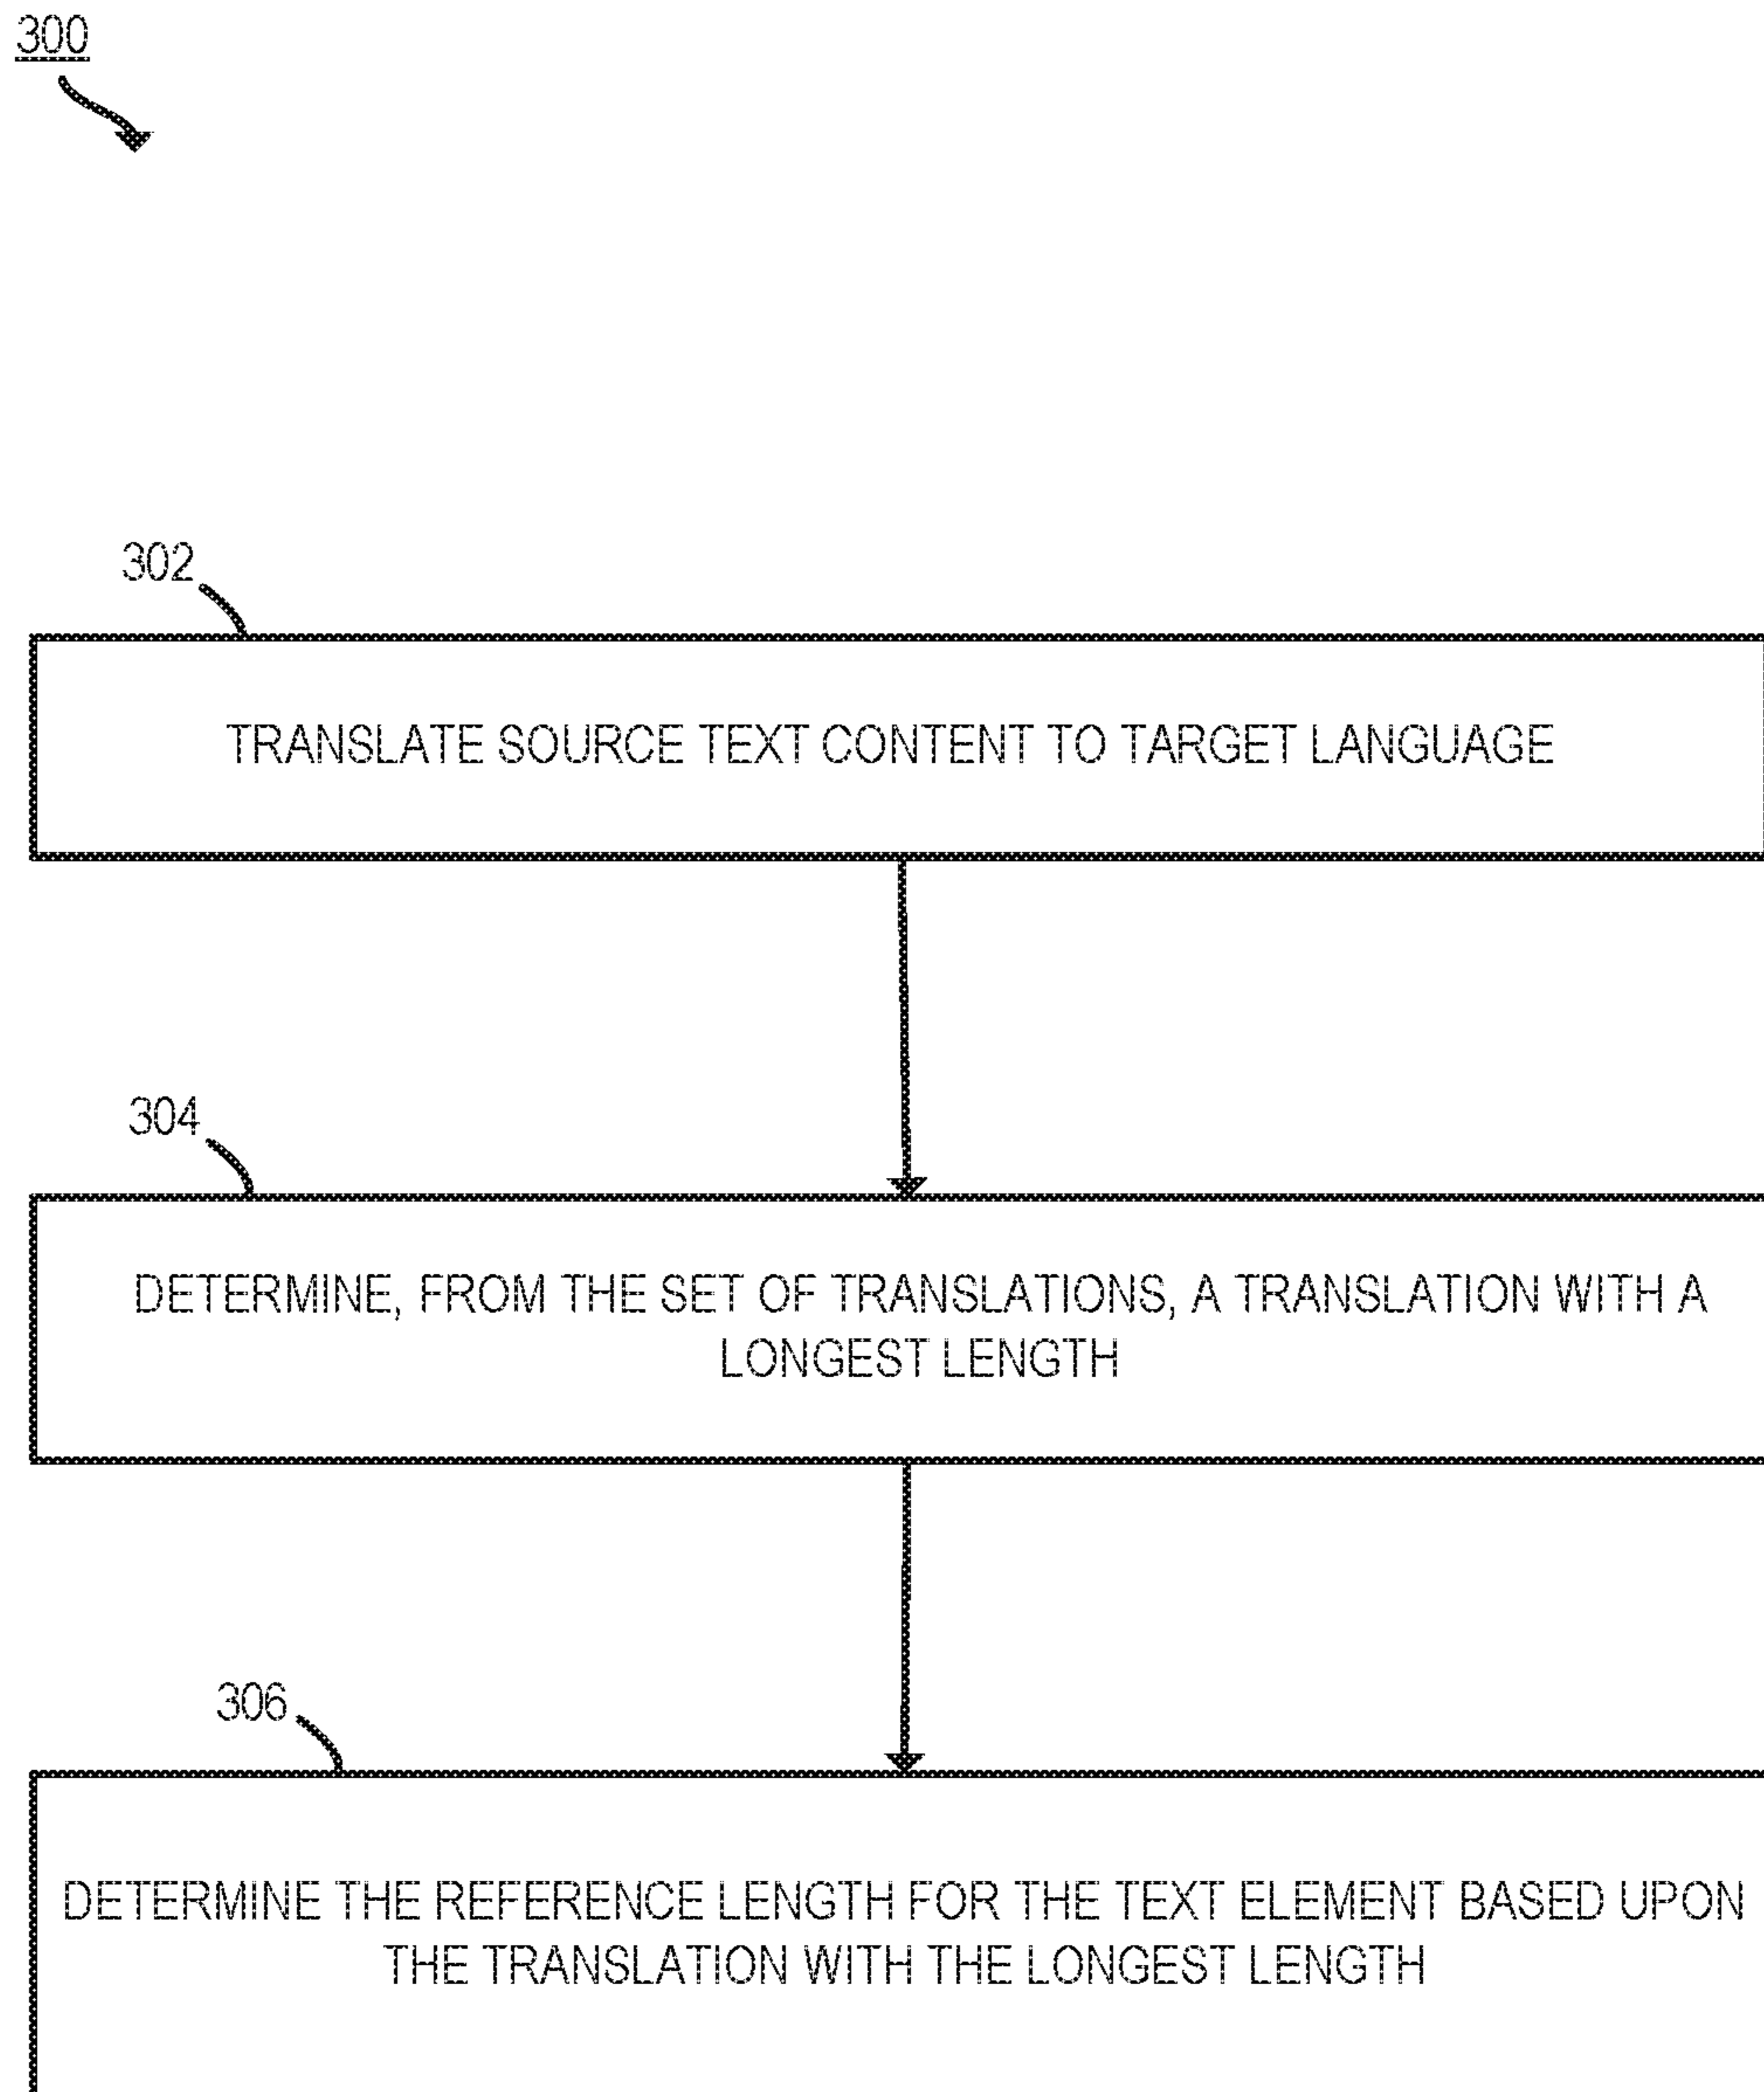 300
302
TRANSLATE SOURCE TEXT CONTENT TO TARGET LANGUAGE
304
DETERMINE, FROM THE SET OF TRANSLATIONS, A TRANSLATION WITH A
LONGEST LENGTH
306
DETERMINE THE REFERENCE LENGTH FOR THE TEXT ELEMENT BASED UPON
THE TRANSLATION WITH THE LONGEST LENGTH